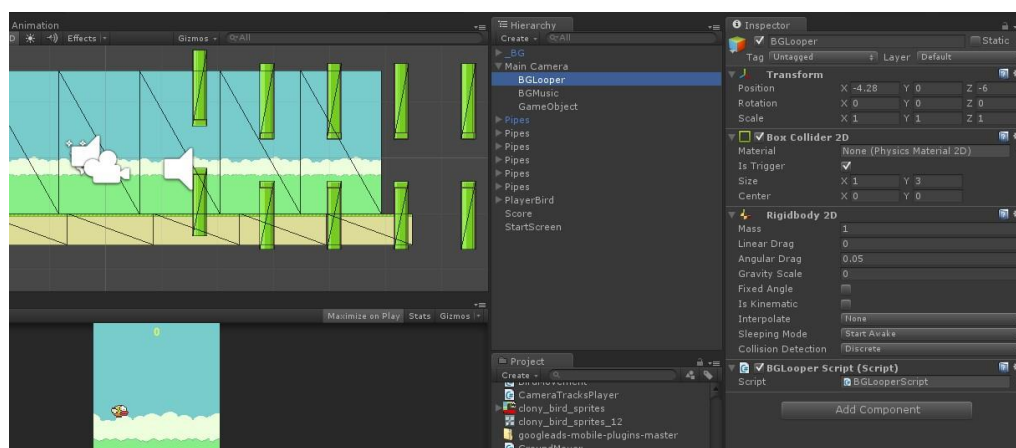 Animation
Effects
Gizmos
All
0
Maximize on Play Stats Gizmos
Hierarchy
Create All
_BG
Main Camera
BGLooper
BGMusic
GameObject
Pipes
Pipes
Pipes
Pipes
Pipes
Pipes
PlayerBird
Score
StartScreen
Project
Create
BirdMovement
CameraTracksPlayer
clony_bird_sprites
clony_bird_sprites_12
googleads-mobile-plugins-master
GroundMover
Inspector
BGLooper Static
Tag Untagged Layer Default
Transform
Position X -4.28 Y 0 Z -6
Rotation X 0 Y 0 Z 0
Scale X 1 Y 1 Z 1
Box Collider 2D
Material None (Physics Material 2D)
Is Trigger
Size X 1 Y 3
Center X 0 Y 0
Rigidbody 2D
Mass 1
Linear Drag 0
Angular Drag 0.05
Gravity Scale 0
Fixed Angle
Is Kinematic
Interpolate None
Sleeping Mode Start Awake
Collision Detection Discrete
BGLooper Script (Script)
Script BGLooperScript
Add Component